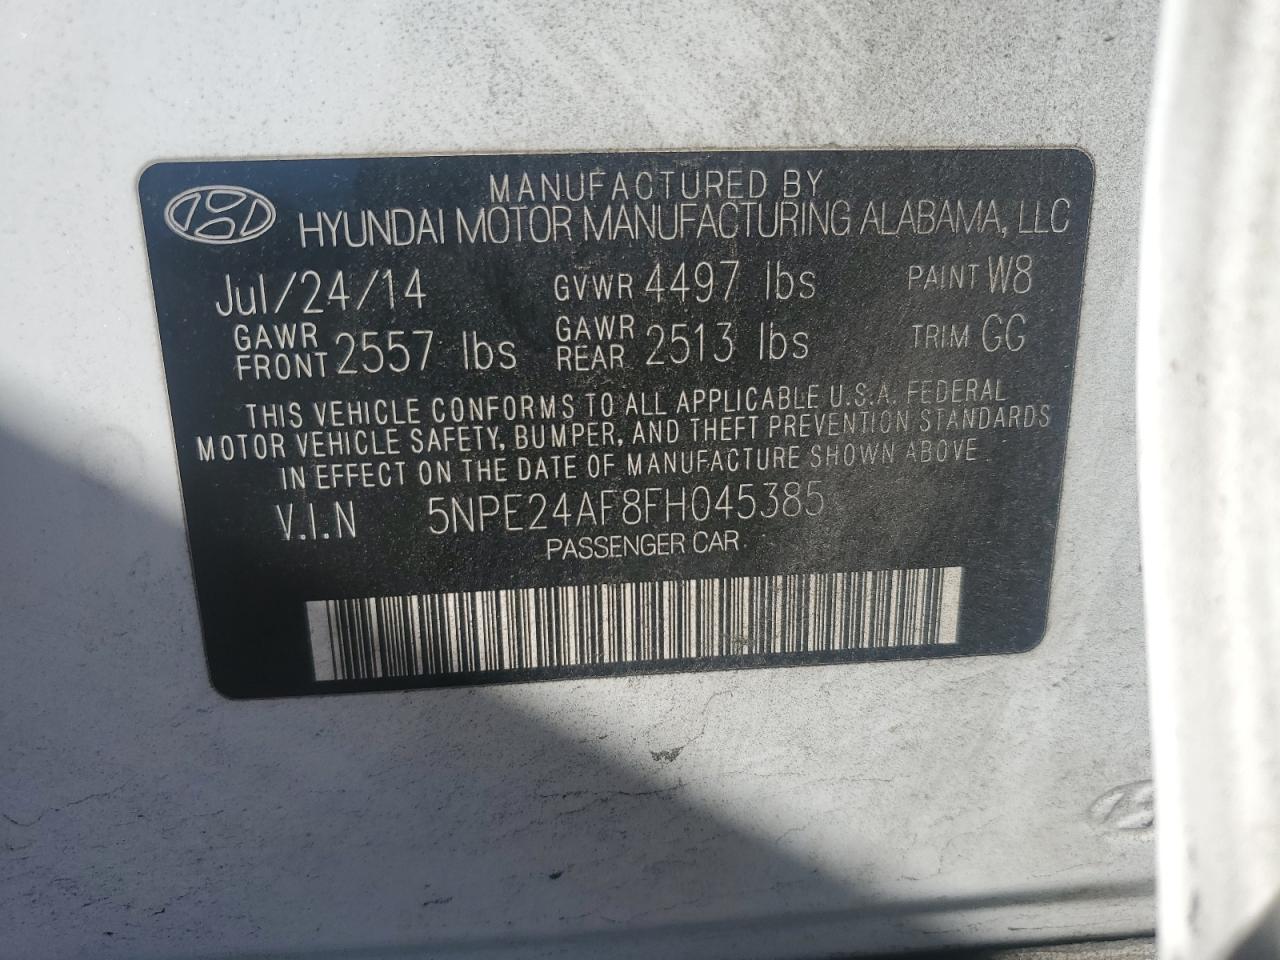 MANUFACTURED BY
HYUNDAI MOTOR MANUFACTURING ALABAMA, LLC
Jul/24/14 GVWR 4497 lbs PAINT W8
GAWR FRONT 2557 lbs GAWR REAR 2513 lbs TRIM GG
THIS VEHICLE CONFORMS TO ALL APPLICABLE U.S.A. FEDERAL
MOTOR VEHICLE SAFETY, BUMPER, AND THEFT PREVENTION STANDARDS
IN EFFECT ON THE DATE OF MANUFACTURE SHOWN ABOVE
V.I.N 5NPE24AF8FH045385
PASSENGER CAR